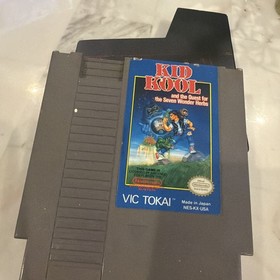 KID
KOOL
and the Quest for
the Seven Wonder Herbs
VIC TOKAI
Made in Japan
NES-KX-USA